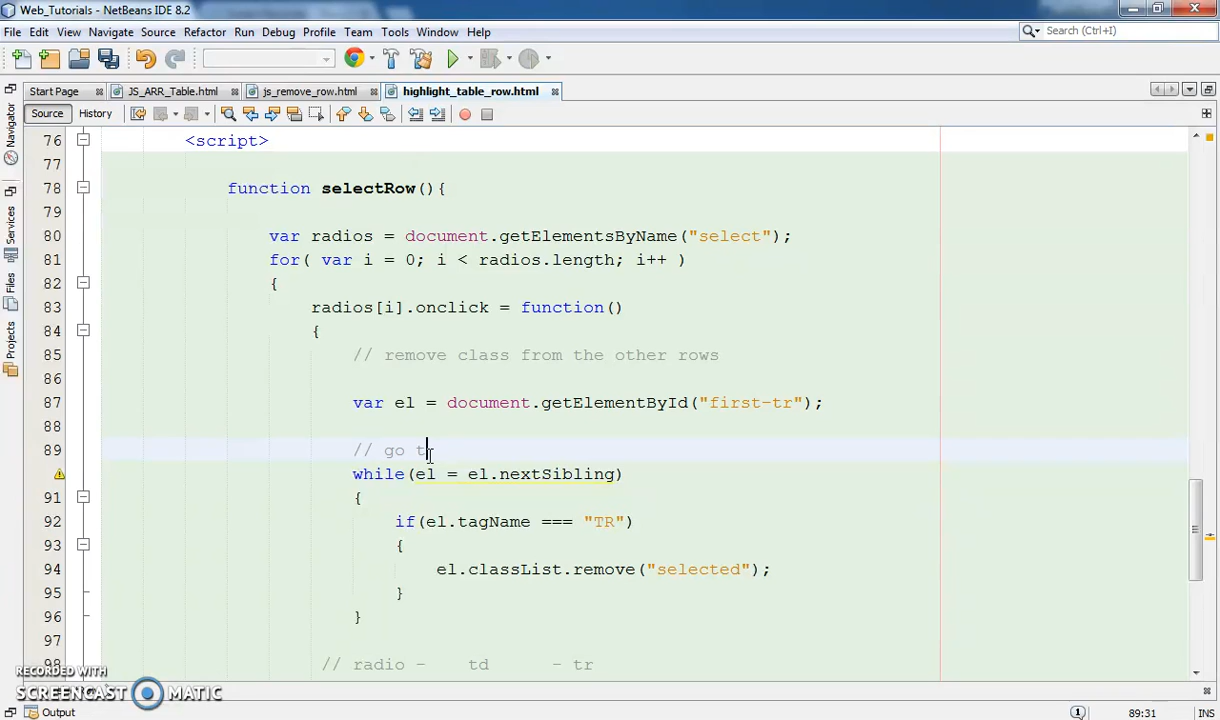 Web_Tutorials - NetBeans IDE 8.2
File Edit View Navigate Source Refactor Run Debug Profile Team Tools Window Help
Search (Ctrl+I)
Start Page JS_ARR_Table.html js_remove_row.html highlight_table_row.html
Source History
Navigator
Services
Files
Projects
76 <script>
77
78 function selectRow(){
79
80 var radios = document.getElementsByName("select");
81 for( var i = 0; i < radios.length; i++ )
82 {
83 radios[i].onclick = function()
84 {
85 // remove class from the other rows
86
87 var el = document.getElementById("first-tr");
88
89 // go t
while(el = el.nextSibling)
91 {
92 if(el.tagName === "TR")
93 {
94 el.classList.remove("selected");
95 }
96 }
97
98 // radio - td - tr
RECORDED WITH
SCREENCAST MATIC
Output
1 89:31 INS